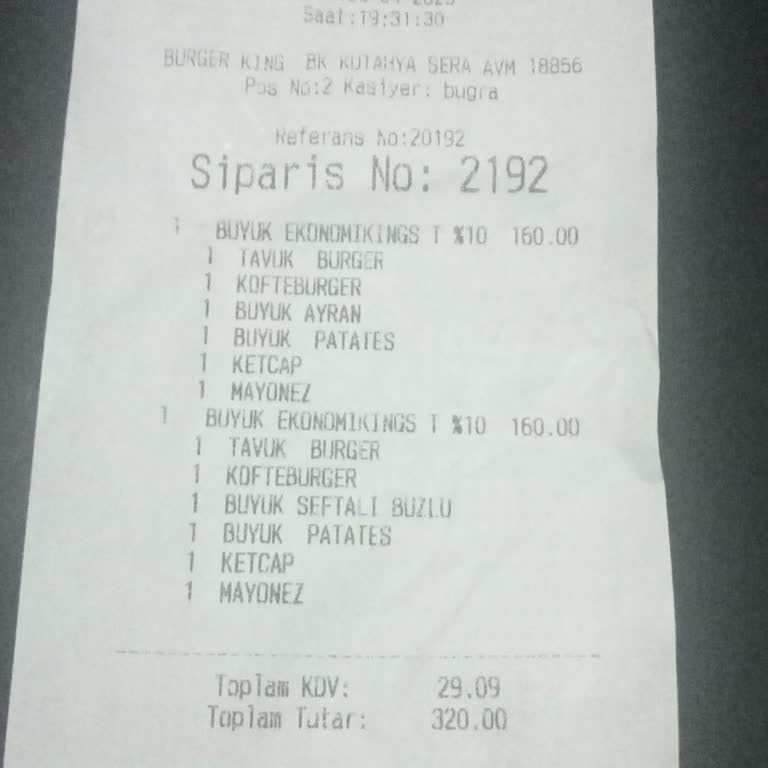 Saat:19:31:30
BURGER KING BK KUTAHYA SERA AVM 18856
Pos No:2 Kasiyer: bugra
Referans No:20192
Siparis No: 2192
1 BUYUK EKONOMIKINGS T %10 160.00
1 TAVUK BURGER
1 KOFTEBURGER
1 BUYUK AYRAN
1 BUYUK PATATES
1 KETCAP
1 MAYONEZ
1 BUYUK EKONOMIKINGS T %10 160.00
1 TAVUK BURGER
1 KOFTEBURGER
1 BUYUK SEFTALI BUZLU
1 BUYUK PATATES
1 KETCAP
1 MAYONEZ
Toplam KDV: 29.09
Toplam Tutar: 320.00